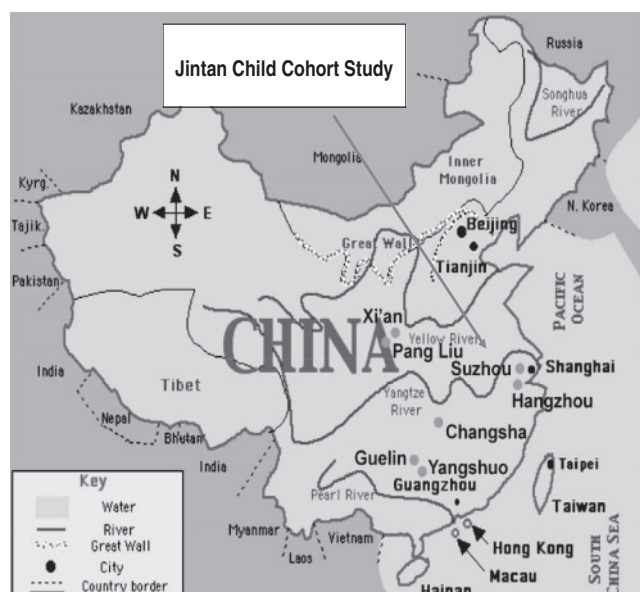 Jintan Child Cohort Study
Russia
Songhua
River
Kazakhstan
Mongolia
Inner
Mongolia
Kyrg.
Tajik.
Pakistan
N
W E
S
N. Korea
Great Wall
Beijing
Tianjin
PACIFIC
OCEAN
Xi'an
CHINA
Yellow River
Pang Liu
Suzhou
Shanghai
Hangzhou
Tibet
India
Nepal
Bhutan
India
Yangtze
River
Changsha
Guelin
Yangshuo
Guangzhou
Pearl River
Taipei
Taiwan
Myanmar
Laos
Vietnam
Hong Kong
Macau
Hainan
SOUTH
CHINA SEA
Key
Water
River
Great Wall
City
Country border